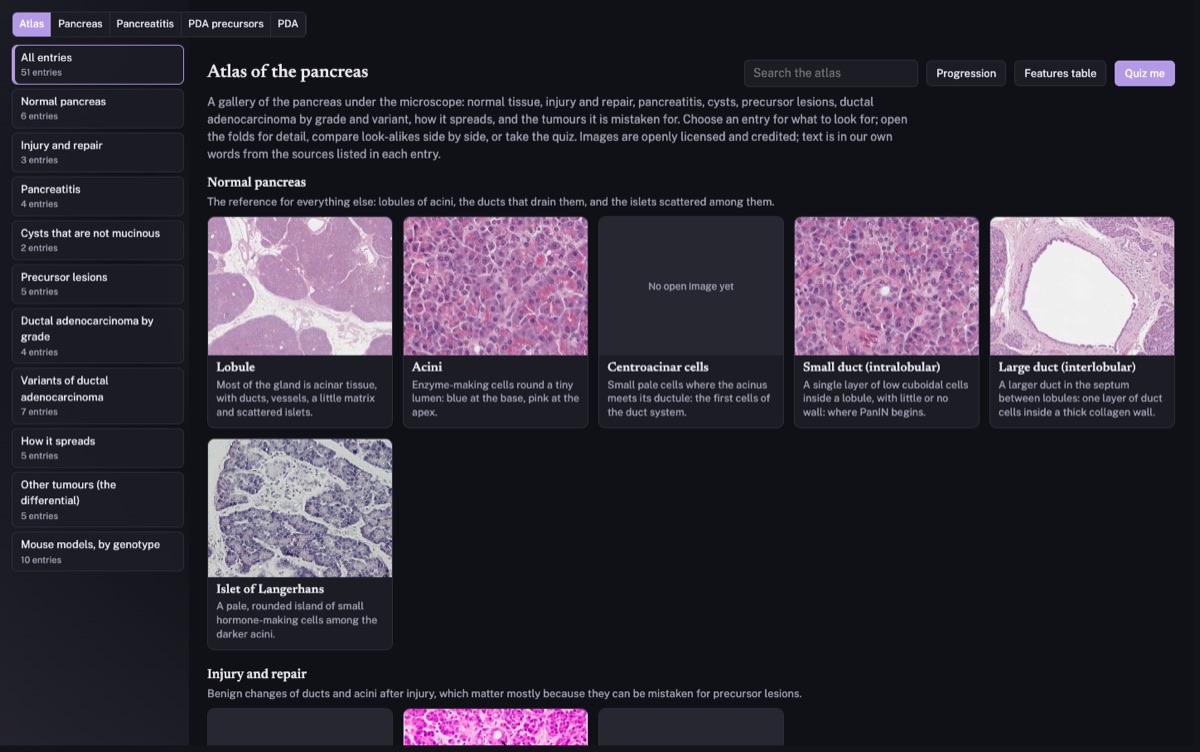 Atlas
Pancreas
Pancreatitis
PDA precursors
PDA
All entries
51 entries
Normal pancreas
6 entries
Injury and repair
3 entries
Pancreatitis
4 entries
Cysts that are not mucinous
2 entries
Precursor lesions
5 entries
Ductal adenocarcinoma by
grade
4 entries
Variants of ductal
adenocarcinoma
7 entries
How it spreads
5 entries
Other tumours (the
differential)
5 entries
Mouse models, by genotype
10 entries
Atlas of the pancreas
Search the atlas
Progression
Features table
Quiz me
A gallery of the pancreas under the microscope: normal tissue, injury and repair, pancreatitis, cysts, precursor lesions, ductal
adenocarcinoma by grade and variant, how it spreads, and the tumours it is mistaken for. Choose an entry for what to look for; open
the folds for detail, compare look-alikes side by side, or take the quiz. Images are openly licensed and credited; text is in our own
words from the sources listed in each entry.
Normal pancreas
The reference for everything else: lobules of acini, the ducts that drain them, and the islets scattered among them.
Lobule
Most of the gland is acinar tissue,
with ducts, vessels, a little matrix
and scattered islets.
Acini
Enzyme-making cells round a tiny
lumen: blue at the base, pink at the
apex.
No open image yet
Centroacinar cells
Small pale cells where the acinus
meets its ductule: the first cells of
the duct system.
Small duct (intralobular)
A single layer of low cuboidal cells
inside a lobule, with little or no
wall: where PanIN begins.
Large duct (interlobular)
A larger duct in the septum
between lobules: one layer of duct
cells inside a thick collagen wall.
Islet of Langerhans
A pale, rounded island of small
hormone-making cells among the
darker acini.
Injury and repair
Benign changes of ducts and acini after injury, which matter mostly because they can be mistaken for precursor lesions.